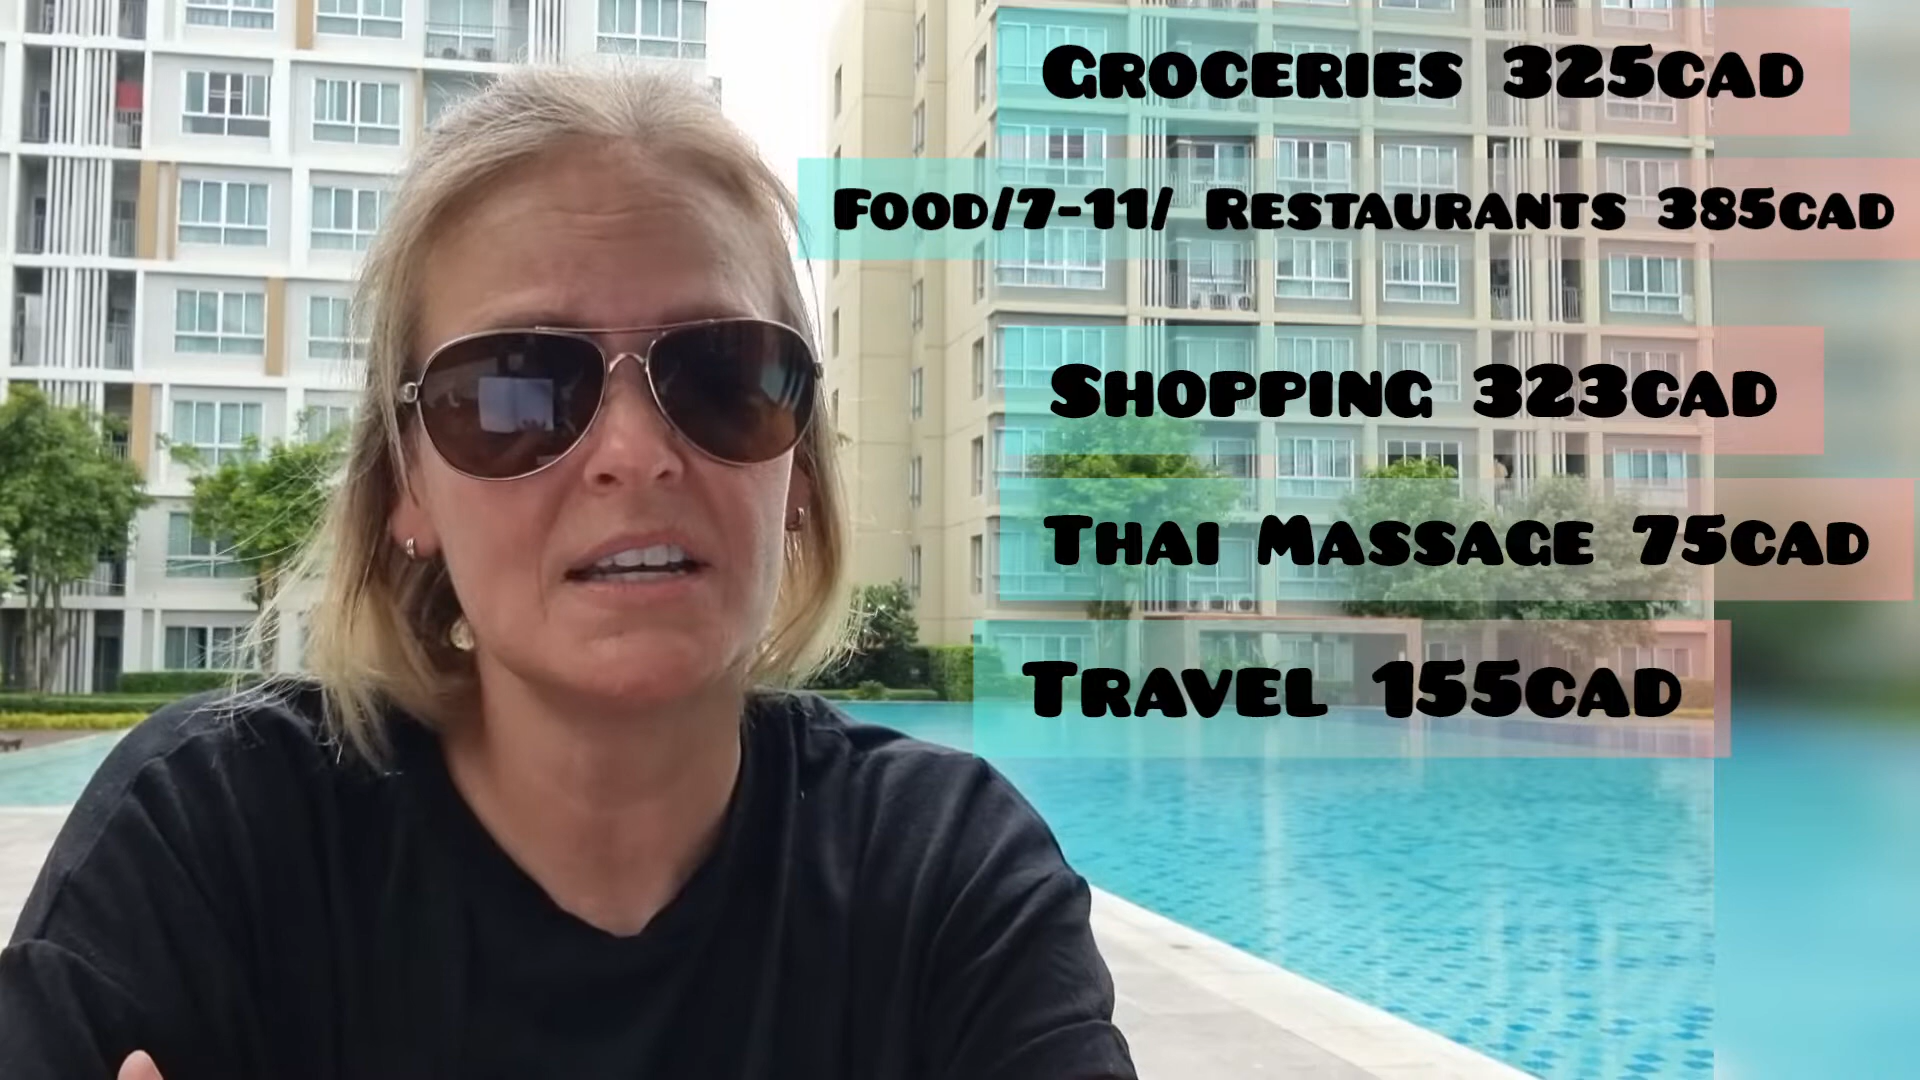 Groceries 325cad
Food/7-11/ Restaurants 385cad
Shopping 323cad
Thai Massage 75cad
Travel 155cad